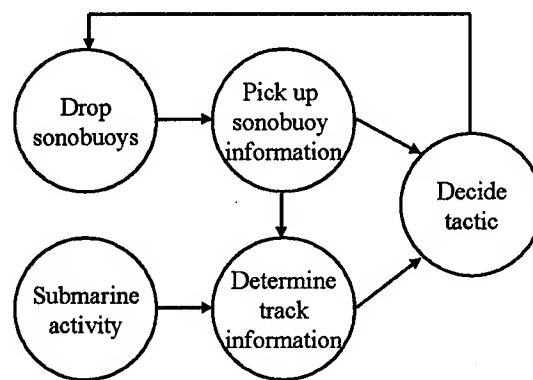 Drop
sonobuoys
Pick up
sonobuoy
information
Decide
tactic
Submarine
activity
Determine
track
information